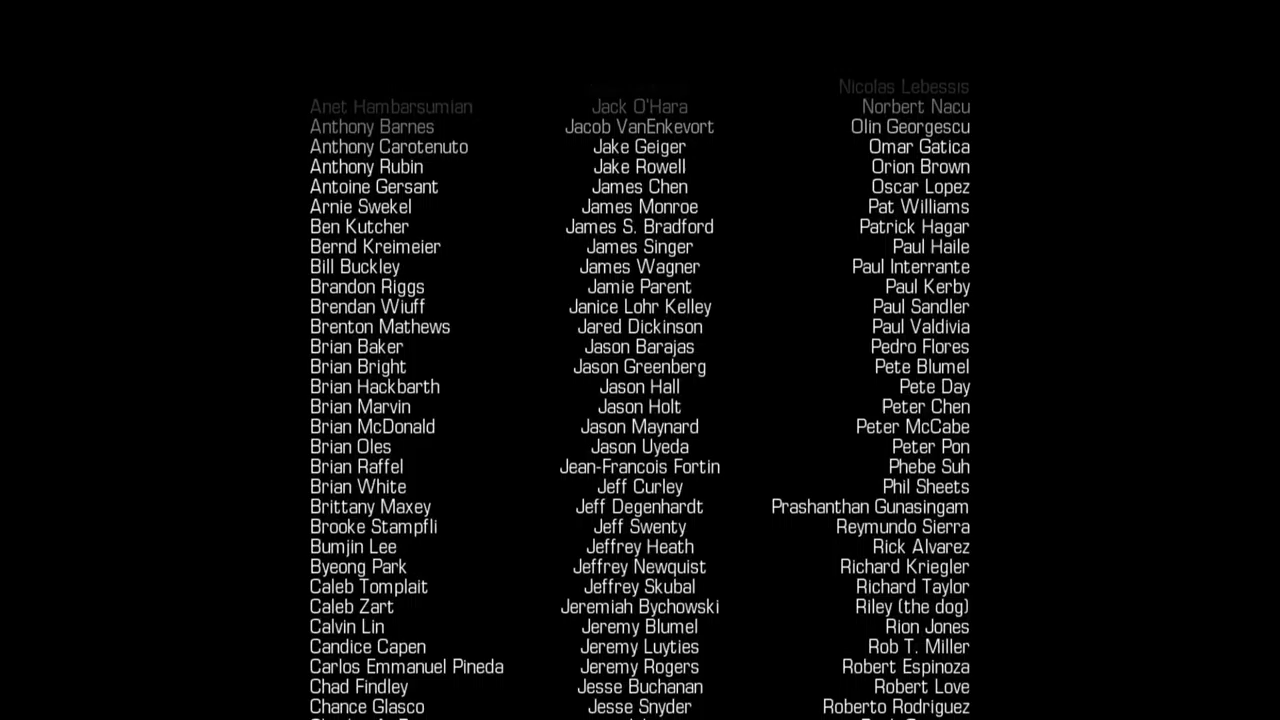 Nicolas Lebessis
Anet Hambarsumian Jack O'Hara Norbert Nacu
Anthony Barnes Jacob VanEnkevort Olin Georgescu
Anthony Carotenuto Jake Geiger Omar Gatica
Anthony Rubin Jake Rowell Orion Brown
Antoine Gersant James Chen Oscar Lopez
Arnie Swekel James Monroe Pat Williams
Ben Kutcher James S. Bradford Patrick Hagar
Bernd Kreimeier James Singer Paul Haile
Bill Buckley James Wagner Paul Interrante
Brandon Riggs Jamie Parent Paul Kerby
Brendan Wiuff Janice Lohr Kelley Paul Sandler
Brenton Mathews Jared Dickinson Paul Valdivia
Brian Baker Jason Barajas Pedro Flores
Brian Bright Jason Greenberg Pete Blumel
Brian Hackbarth Jason Hall Pete Day
Brian Marvin Jason Holt Peter Chen
Brian McDonald Jason Maynard Peter McCabe
Brian Oles Jason Uyeda Peter Pon
Brian Raffel Jean-Francois Fortin Phebe Suh
Brian White Jeff Curley Phil Sheets
Brittany Maxey Jeff Degenhardt Prashanthan Gunasingam
Brooke Stampfli Jeff Swenty Reymundo Sierra
Bumjin Lee Jeffrey Heath Rick Alvarez
Byeong Park Jeffrey Newquist Richard Kriegler
Caleb Tomplait Jeffrey Skubal Richard Taylor
Caleb Zart Jeremiah Bychowski Riley (the dog)
Calvin Lin Jeremy Blumel Rion Jones
Candice Capen Jeremy Luyties Rob T. Miller
Carlos Emmanuel Pineda Jeremy Rogers Robert Espinoza
Chad Findley Jesse Buchanan Robert Love
Chance Glasco Jesse Snyder Roberto Rodriguez